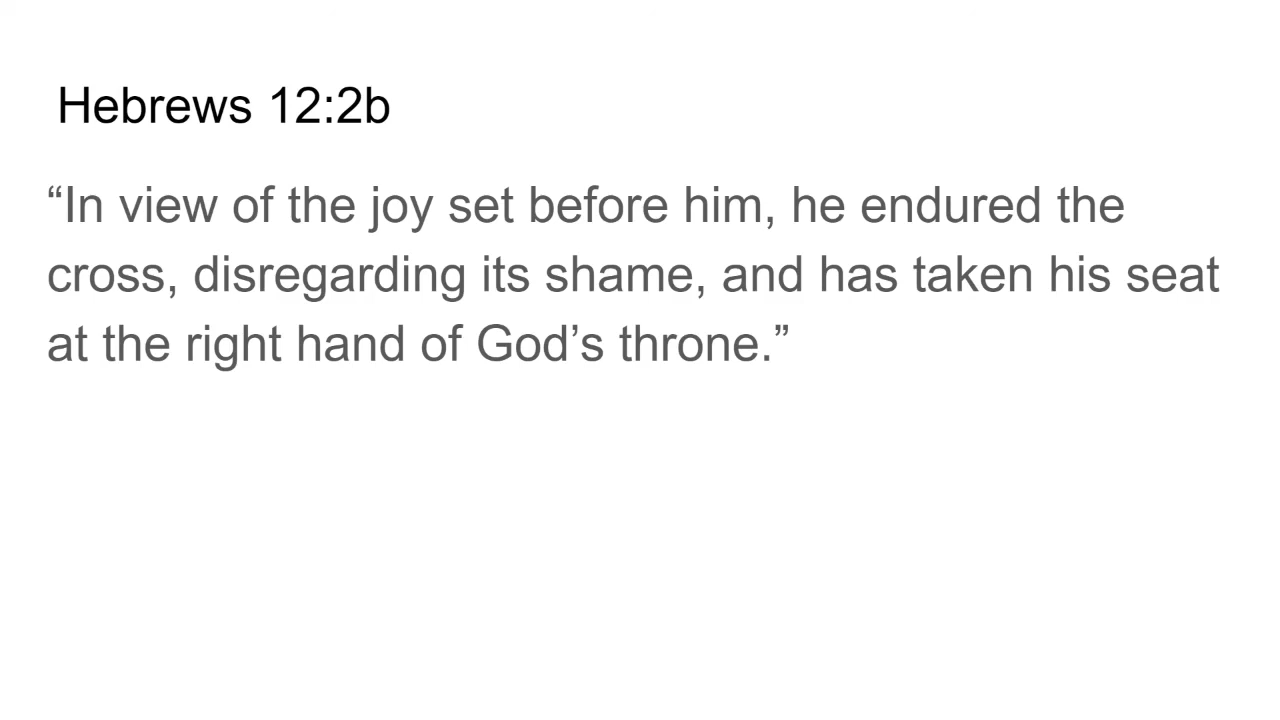 Hebrews 12:2b
“In view of the joy set before him, he endured the
cross, disregarding its shame, and has taken his seat
at the right hand of God’s throne.”